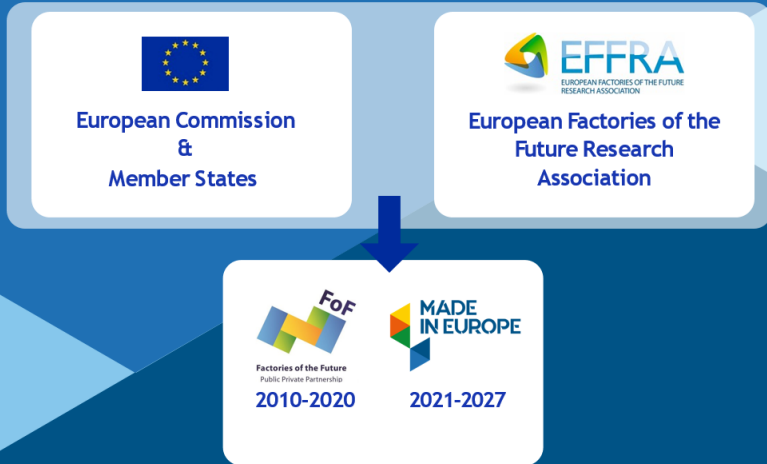 European Commission
&
Member States
EFFRA
EUROPEAN FACTORIES OF THE FUTURE
RESEARCH ASSOCIATION
European Factories of the
Future Research
Association
FoF
Factories of the Future
Public Private Partnership
2010-2020
MADE
IN EUROPE
2021-2027